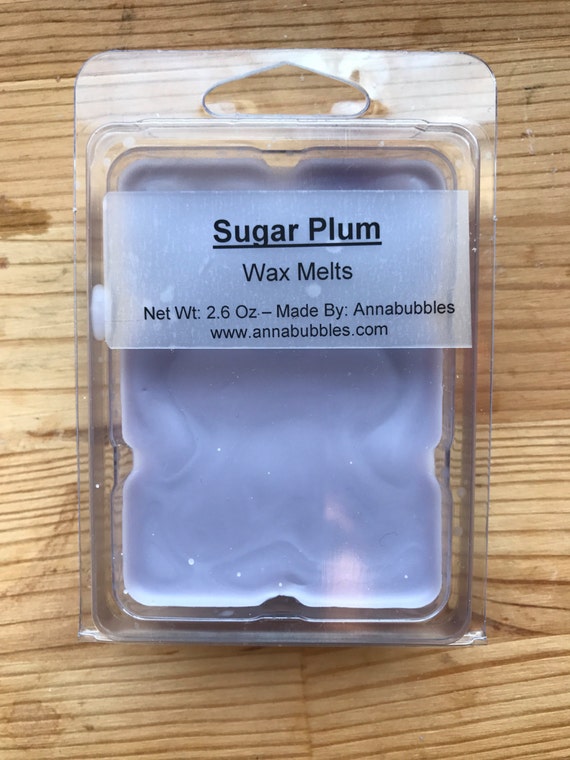 Sugar Plum
Wax Melts
Net Wt: 2.6 Oz – Made By: Annabubbles
www.annabubbles.com